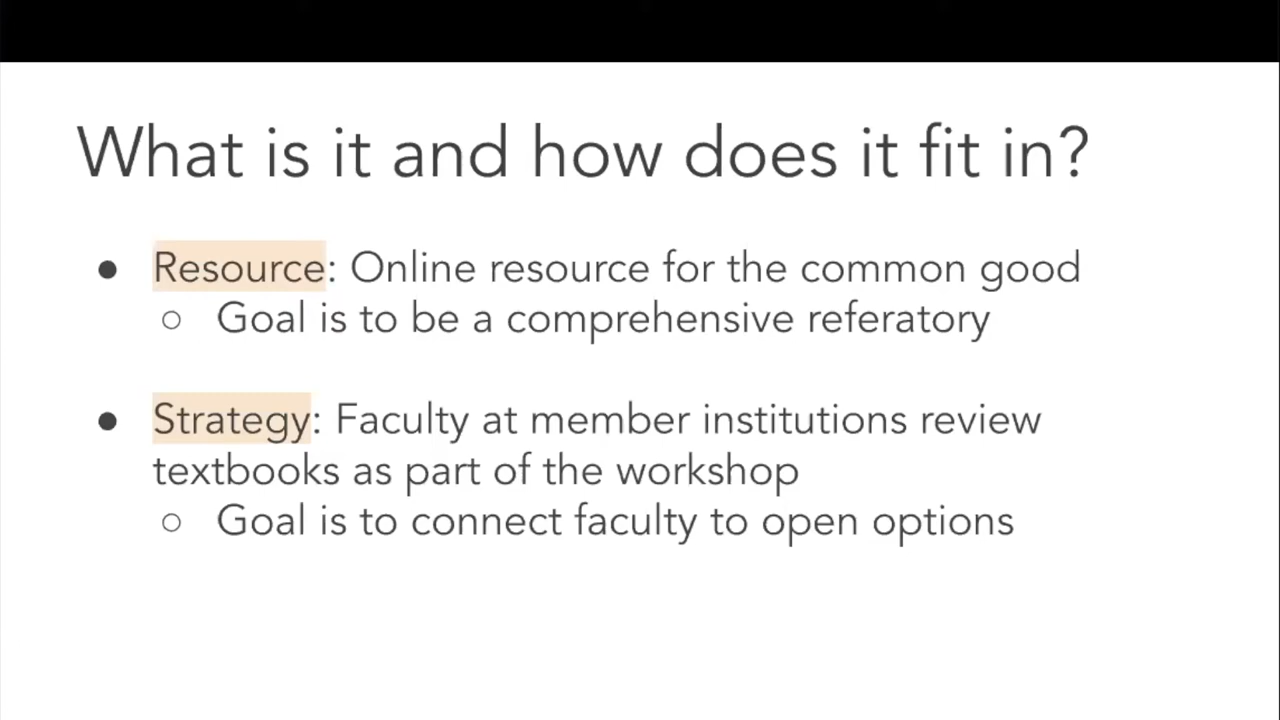 What is it and how does it fit in?
● Resource: Online resource for the common good
○ Goal is to be a comprehensive referatory
● Strategy: Faculty at member institutions review
textbooks as part of the workshop
○ Goal is to connect faculty to open options